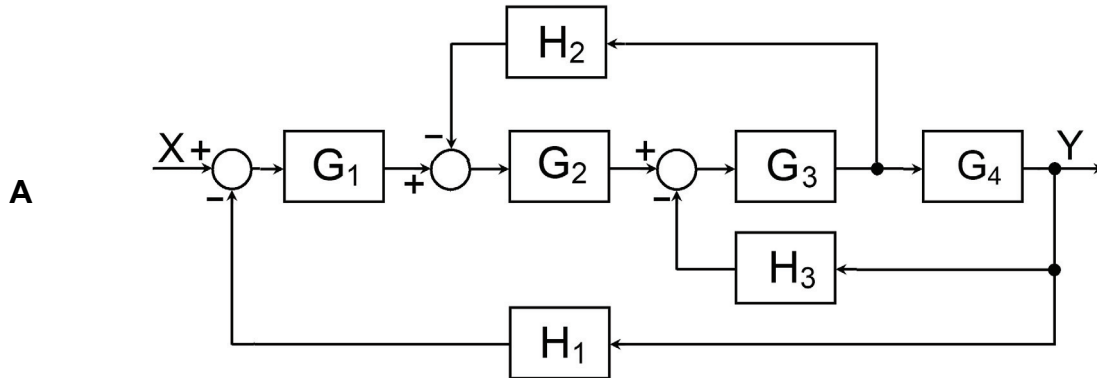 H₂
X + − G₁ + − G₂ + − G₃ G₄ Y
A
H₃
H₁